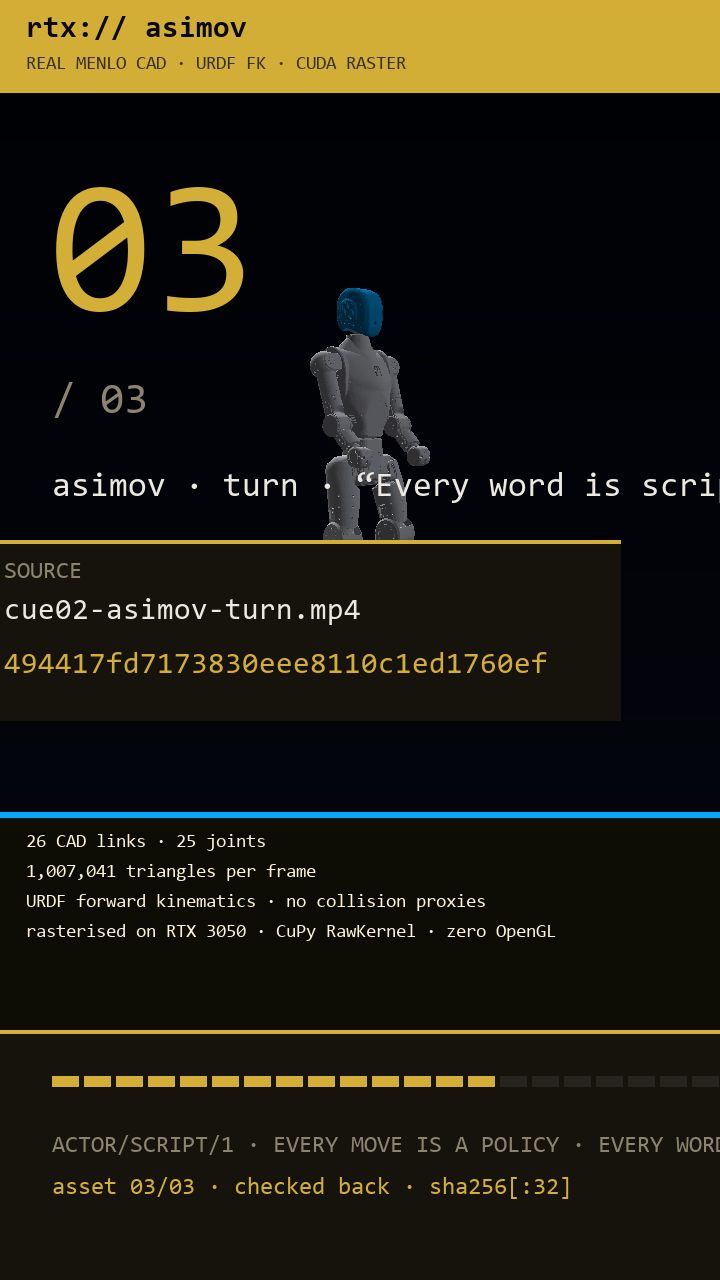 rtx:// asimov
REAL MENLO CAD · URDF FK · CUDA RASTER
03
/ 03
asimov · turn · “Every word is scrip
SOURCE
cue02-asimov-turn.mp4
494417fd7173830eee8110c1ed1760ef
26 CAD links · 25 joints
1,007,041 triangles per frame
URDF forward kinematics · no collision proxies
rasterised on RTX 3050 · CuPy RawKernel · zero OpenGL
ACTOR/SCRIPT/1 · EVERY MOVE IS A POLICY · EVERY WORD
asset 03/03 · checked back · sha256[:32]